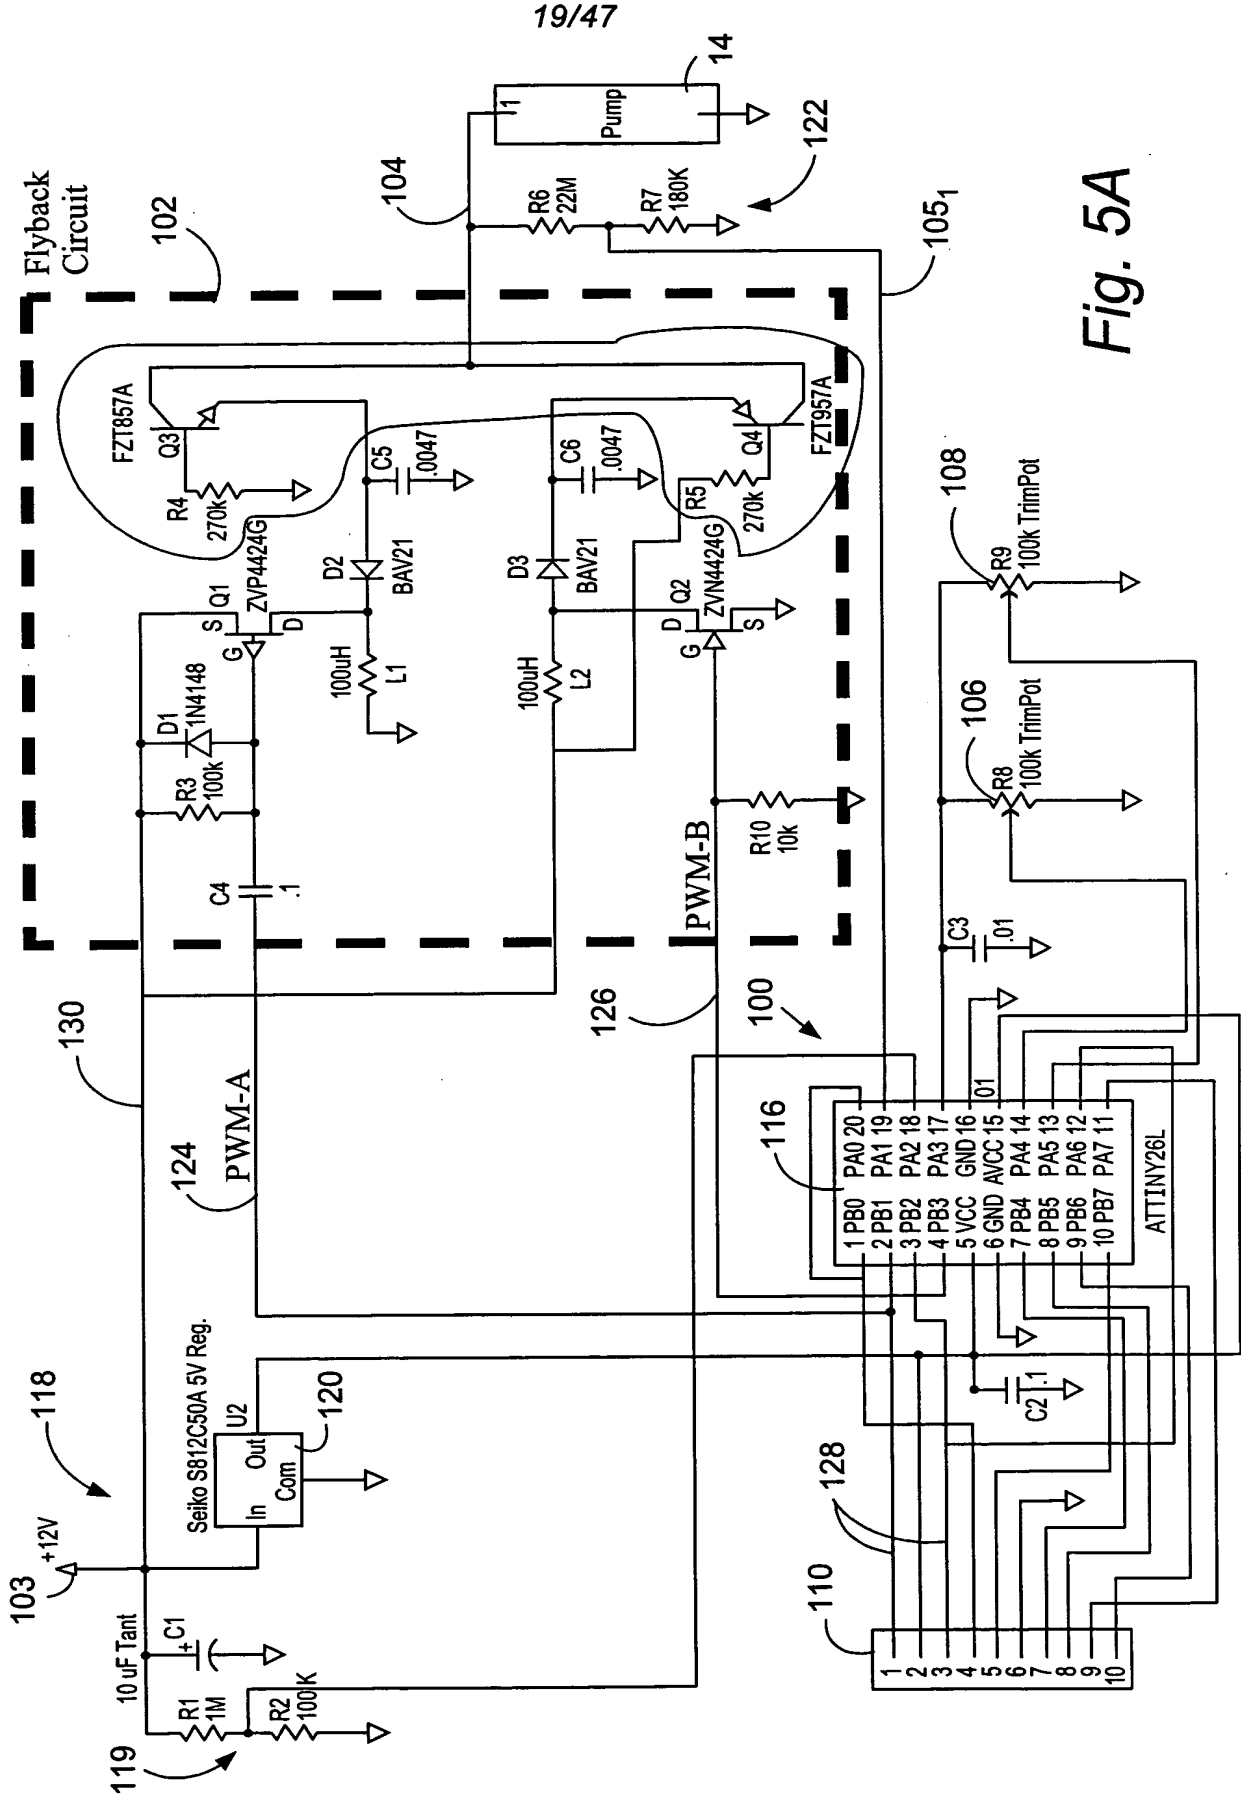 19/47
Flyback
Circuit
102
104
14
1
Pump
122
R6
22M
R7
180K
105₁
Fig. 5A
FZT857A
Q3
R4
270k
C5
.0047
D2
BAV21
Q1
ZVP4424G
S
G
D
D1
1N4148
R3
100k
C4
.1
100uH
L1
C6
.0047
D3
BAV21
100uH
L2
Q4
FZT957A
R5
270k
Q2
ZVN4424G
D
G
S
PWM-B
R10
10k
130
124
PWM-A
126
100
108
R9
100k TrimPot
106
R8
100k TrimPot
C3
.01
116
1 PB0 PA0 20
2 PB1 PA1 19
3 PB2 PA2 18
4 PB3 PA3 17
5 VCC GND 16
6 GND AVCC 15
7 PB4 PA4 14
8 PB5 PA5 13
9 PB6 PA6 12
10 PB7 PA7 11
01
ATTINY26L
118
Seiko S812C50A 5V Reg.
U2
In
Out
Com
120
103
+12V
10 uF Tant
C1
+
R1
1M
R2
100K
119
C2
.1
128
110
1
2
3
4
5
6
7
8
9
10